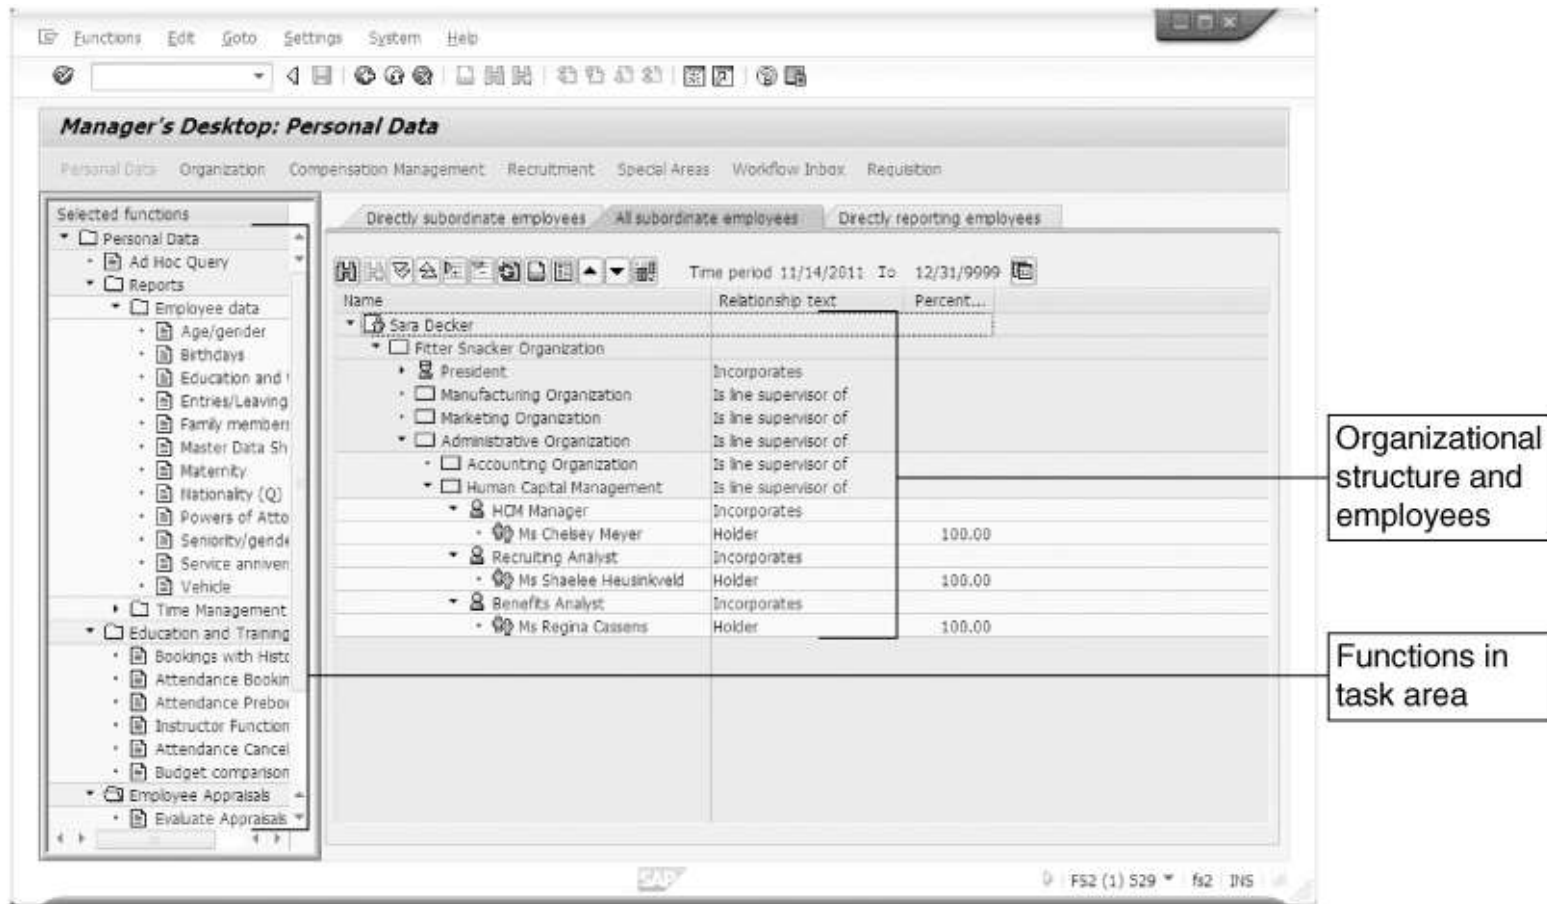 Functions Edit Goto Settings System Help
Manager's Desktop: Personal Data
Personal Data Organization Compensation Management Recruitment Special Areas Workflow Inbox Requisition
Selected functions
Personal Data
Ad Hoc Query
Reports
Employee data
Age/gender
Birthdays
Education and
Entries/Leaving
Family members
Master Data Sh
Maternity
Nationality (Q)
Powers of Atto
Seniority/gende
Service anniver
Vehicle
Time Management
Education and Training
Bookings with Histo
Attendance Bookin
Attendance Prebo
Instructor Function
Attendance Cancel
Budget comparison
Employee Appraisals
Evaluate Appraisals
Directly subordinate employees All subordinate employees Directly reporting employees
Time period 11/14/2011 To 12/31/9999
Name Relationship text Percent...
Sara Decker
Fitter Snacker Organization
President Incorporates
Manufacturing Organization Is line supervisor of
Marketing Organization Is line supervisor of
Administrative Organization Is line supervisor of
Accounting Organization Is line supervisor of
Human Capital Management Is line supervisor of
HCM Manager Incorporates
Ms Chelsey Meyer Holder 100.00
Recruiting Analyst Incorporates
Ms Shaelee Heusinkveld Holder 100.00
Benefits Analyst Incorporates
Ms Regina Cassens Holder 100.00
Organizational
structure and
employees
Functions in
task area
SAP
FS2 (1) 529 fs2 INS